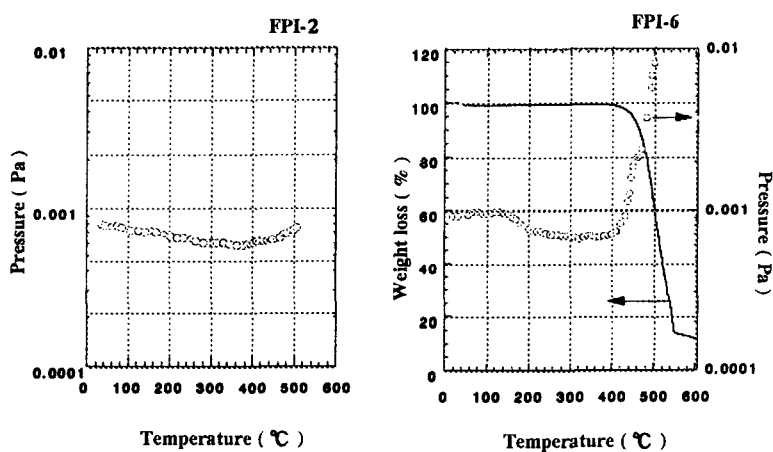 FPI-2
0.01
0.001
0.0001
Pressure ( Pa )
0 100 200 300 400 500 600
Temperature ( ℃ )
FPI-6
120
100
80
60
40
20
0
Weight loss ( % )
0.01
0.001
0.0001
Pressure ( Pa )
0 100 200 300 400 500 600
Temperature ( ℃ )